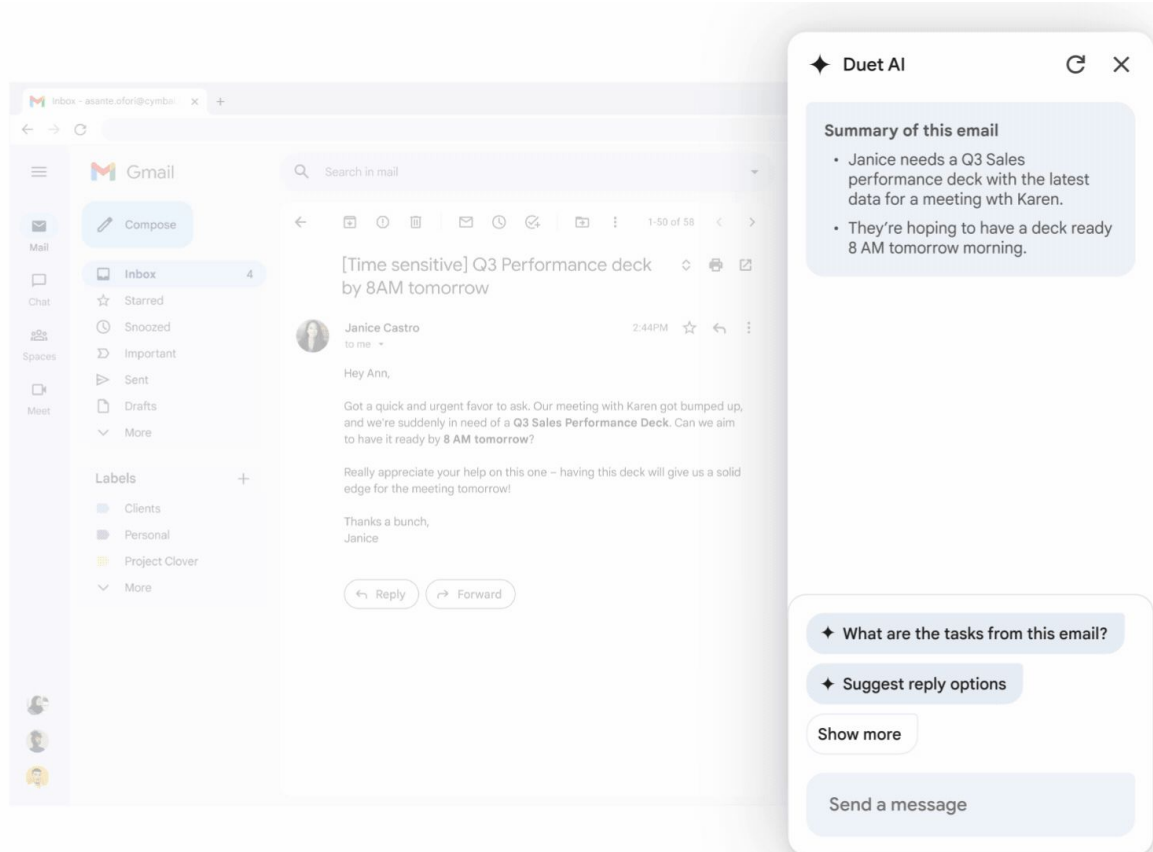 Duet AI
Summary of this email
• Janice needs a Q3 Sales
performance deck with the latest
data for a meeting wth Karen.
• They're hoping to have a deck ready
8 AM tomorrow morning.
inbox - asante.ofori@cymbal
Gmail
Search in mail
Compose
1-50 of 58
Mail
Chat
Spaces
Meet
Inbox 4
Starred
Snoozed
Important
Sent
Drafts
More
Labels
Clients
Personal
Project Clover
More
[Time sensitive] Q3 Performance deck
by 8AM tomorrow
Janice Castro 2:44PM
to me
Hey Ann,
Got a quick and urgent favor to ask. Our meeting with Karen got bumped up,
and we're suddenly in need of a Q3 Sales Performance Deck. Can we aim
to have it ready by 8 AM tomorrow?
Really appreciate your help on this one – having this deck will give us a solid
edge for the meeting tomorrow!
Thanks a bunch,
Janice
Reply Forward
What are the tasks from this email?
Suggest reply options
Show more
Send a message